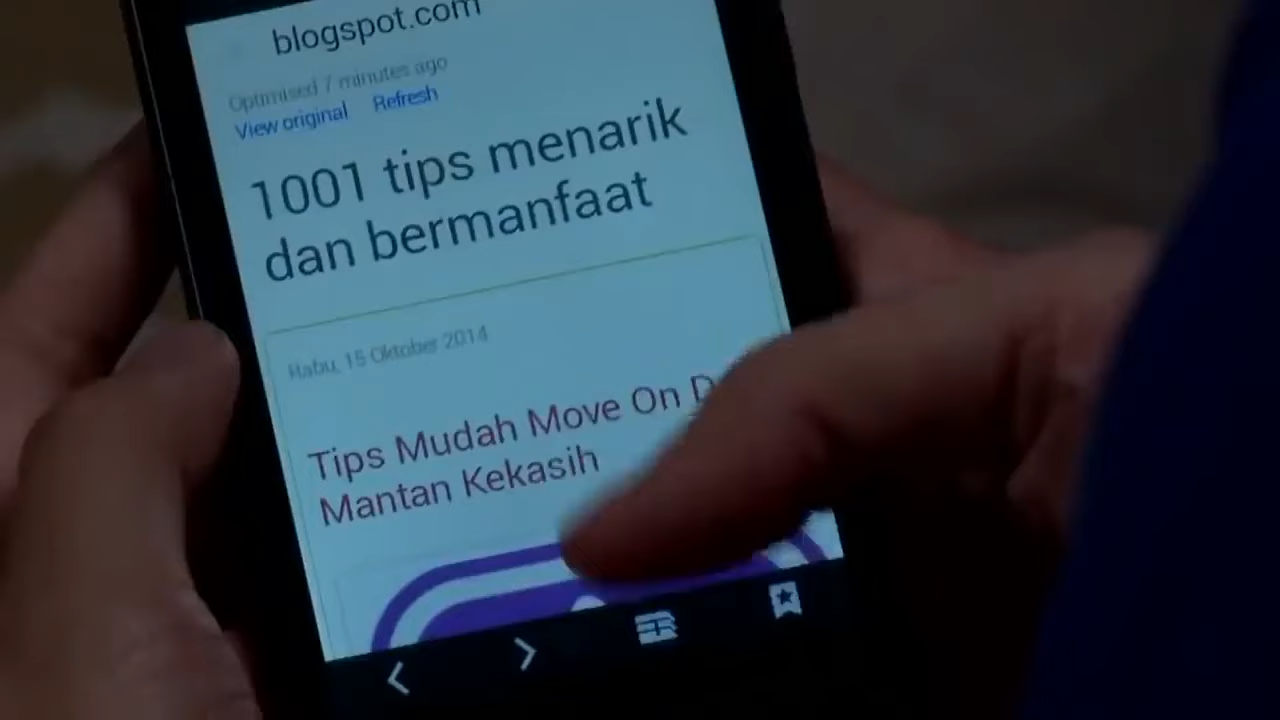 blogspot.com
Optimised 7 minutes ago
View original Refresh
1001 tips menarik
dan bermanfaat
Rabu, 15 Oktober 2014
Tips Mudah Move On
Mantan Kekasih